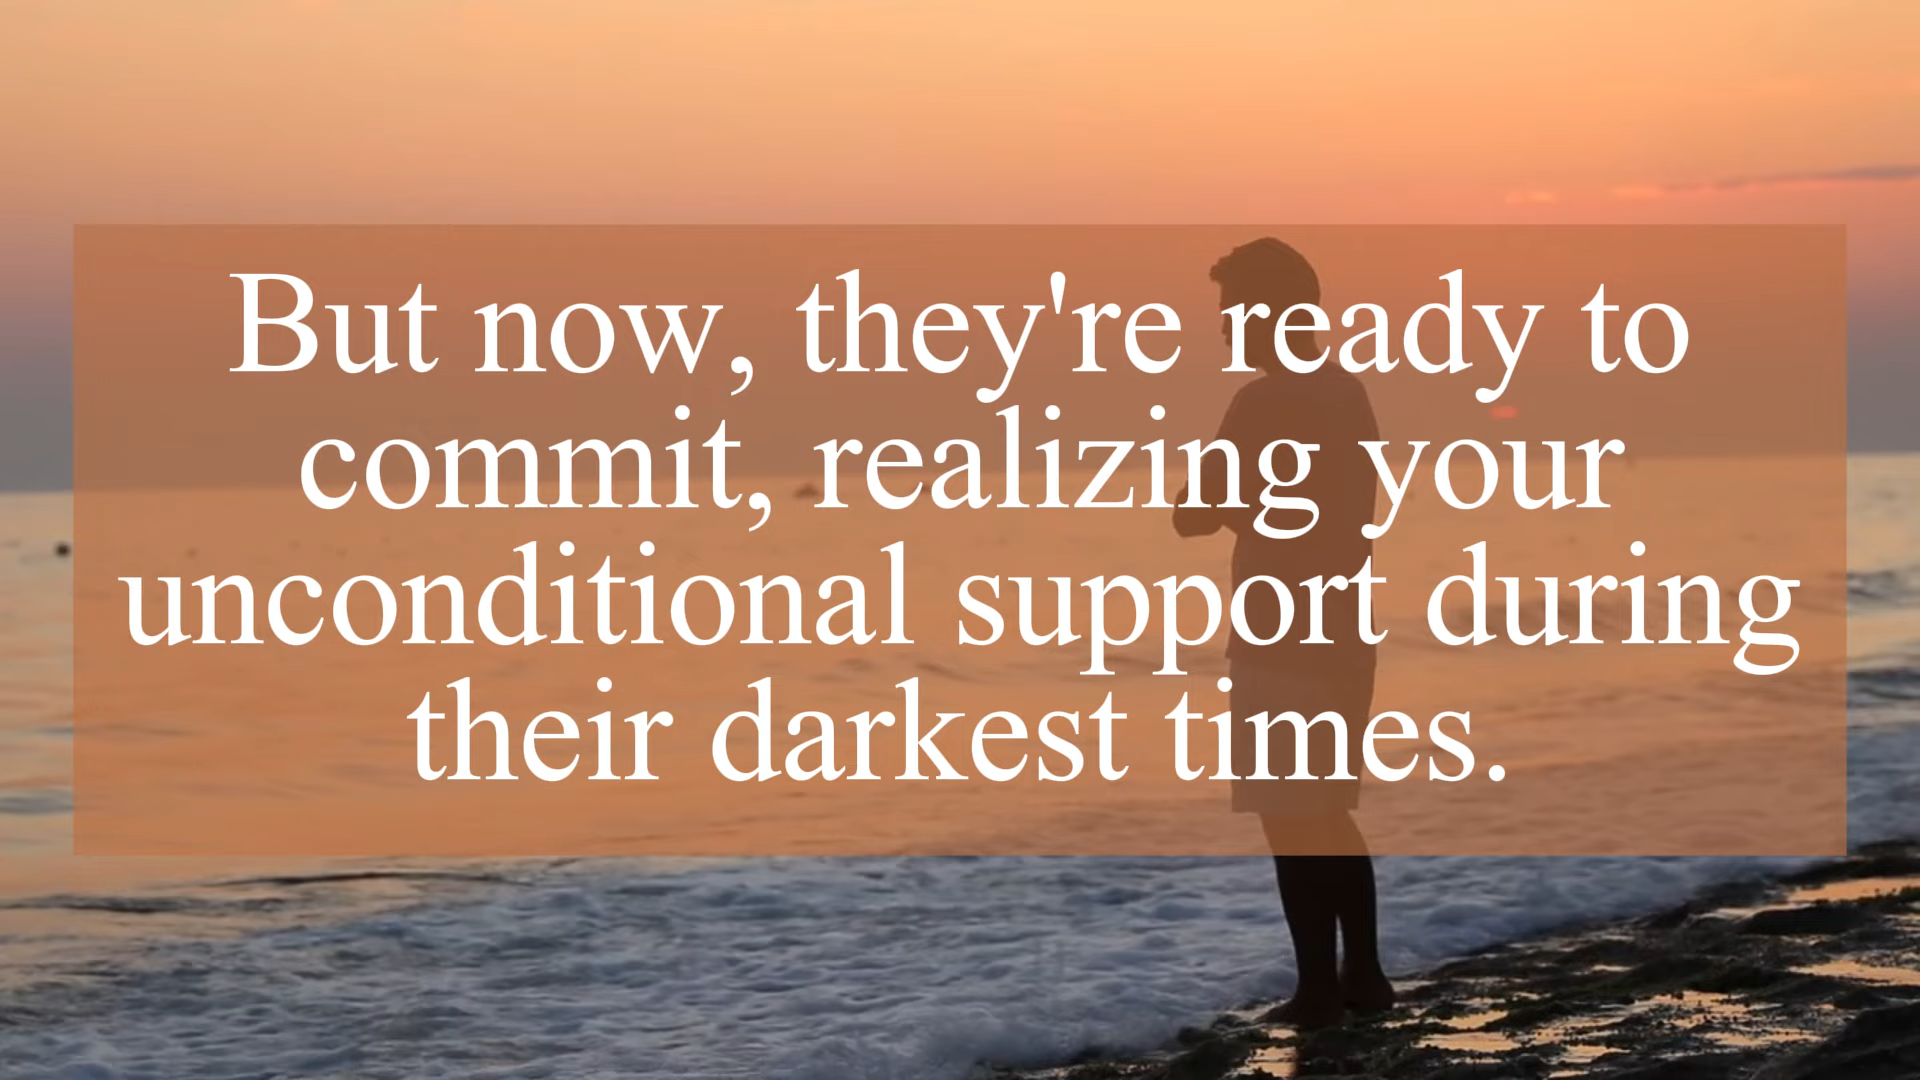 But now, they're ready to
commit, realizing your
unconditional support during
their darkest times.